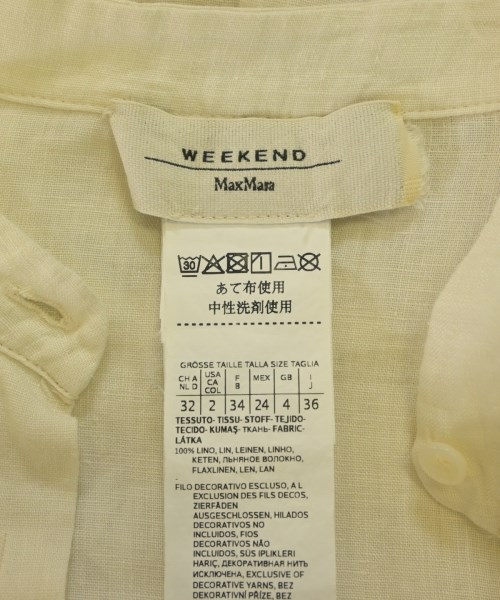 WEEKEND
MaxMara
30
あて布使用
中性洗剤使用
GRÖSSE TAILLE TALLA SIZE TAGLIA
CH A NL D USA CA COL F B MEX GB I J
32 2 34 24 4 36
TESSUTO- TISSU- STOFF- TEJIDO-
TECIDO- KUMAŞ- ТКАНЬ- FABRIC-
LÁTKA
100% LINO, LIN, LEINEN, LINHO,
KETEN, ЛЬНЯНОЕ ВОЛОКНО,
FLAXLINEN, LEN, LAN
FILO DECORATIVO ESCLUSO, A L
EXCLUSION DES FILS DECOS,
ZIERFÄDEN
AUSGESCHLOSSEN, HILADOS
DECORATIVOS NO
INCLUIDOS, FIOS
DECORATIVOS NÃO
INCLUÍDOS, SÜS IPLIKLERI
HARIÇ, ДЕКОРАТИВНАЯ НИТЬ
ИСКЛЮЧЕНА, EXCLUSIVE OF
DECORATIVE YARNS, BEZ
DEKORATIVNÍ PŘÍZE, BEZ